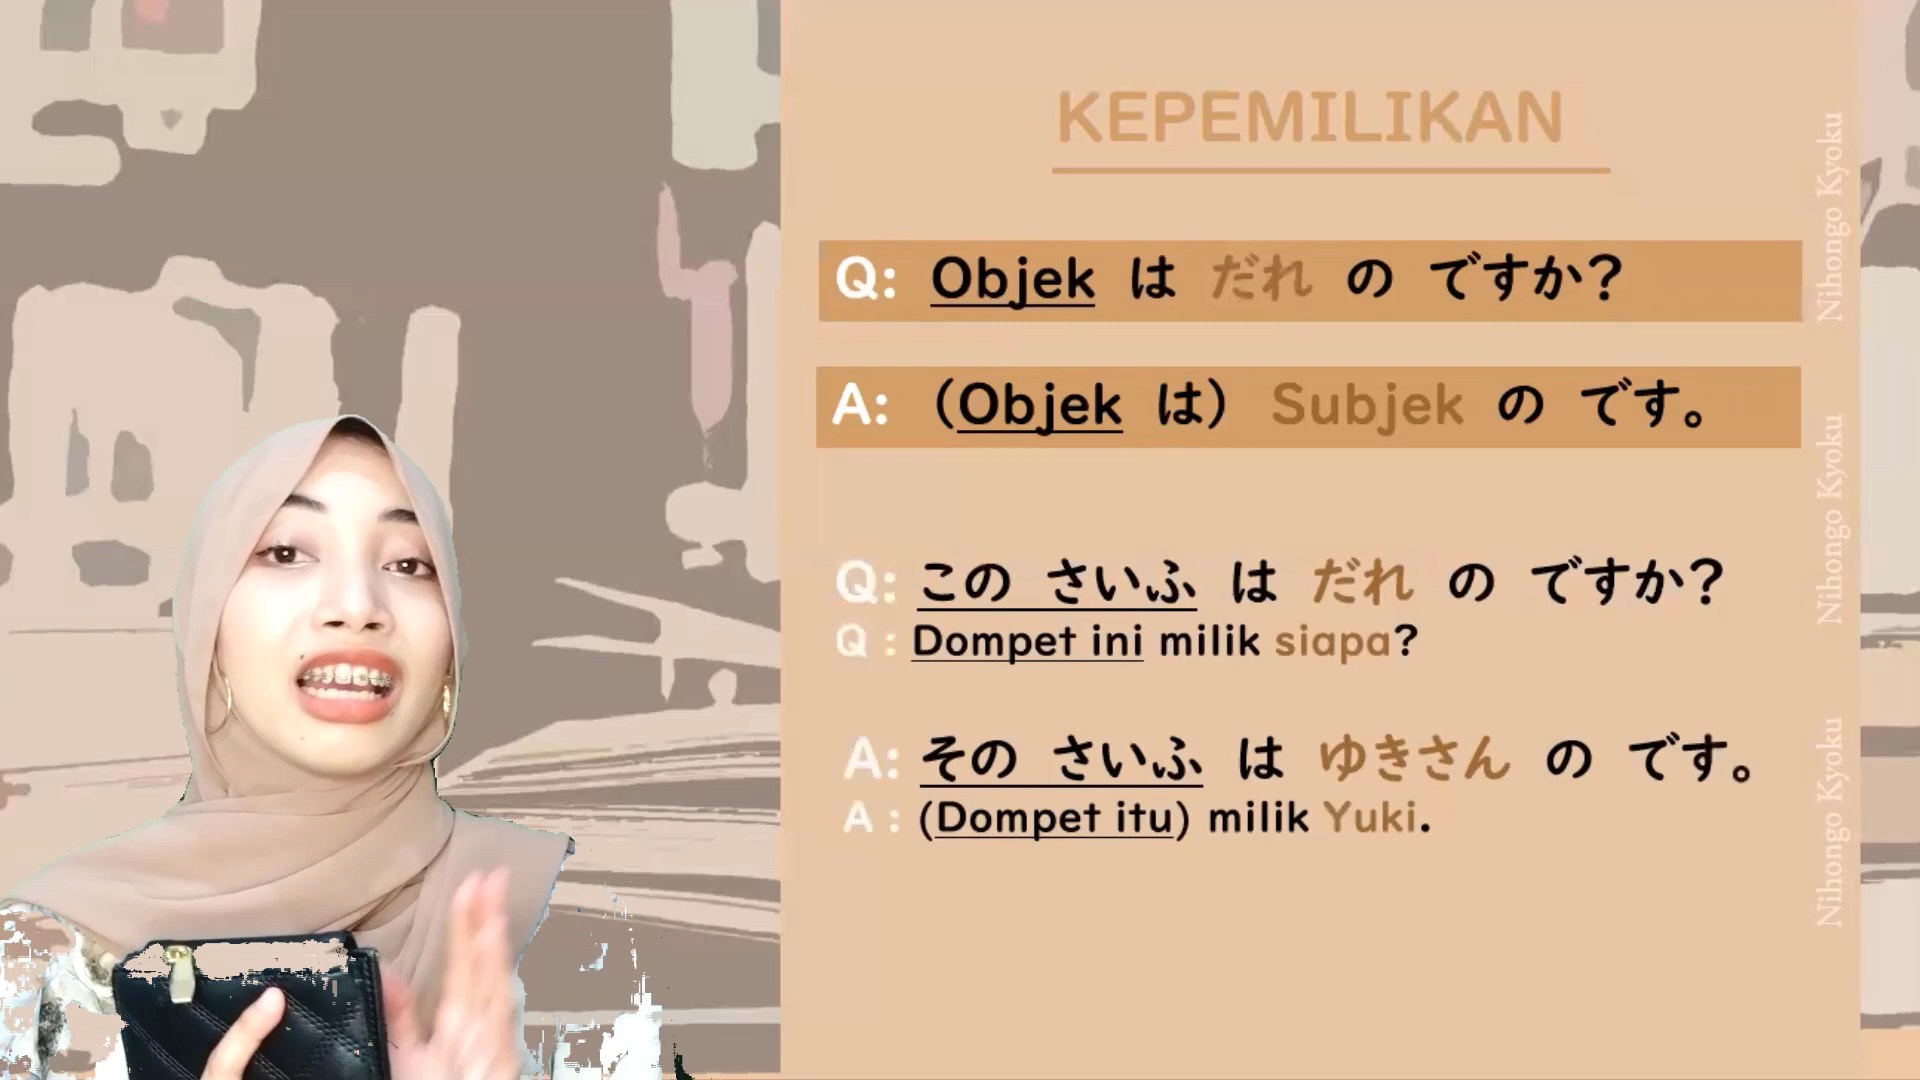 KEPEMILIKAN
Q: Objek は だれ の ですか?
A: (Objek は) Subjek の です。
Q: この さいふ は だれ の ですか?
Q : Dompet ini milik siapa?
A: その さいふ は ゆきさん の です。
A : (Dompet itu) milik Yuki.
Nihongo Kyoku
Nihongo Kyoku
Nihongo Kyoku